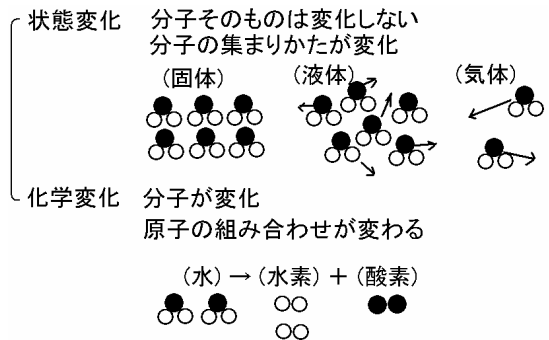 状態変化 分子そのものは変化しない
分子の集まりかたが変化
(固体) (液体) (気体)
化学変化 分子が変化
原子の組み合わせが変わる
(水)→(水素)+(酸素)